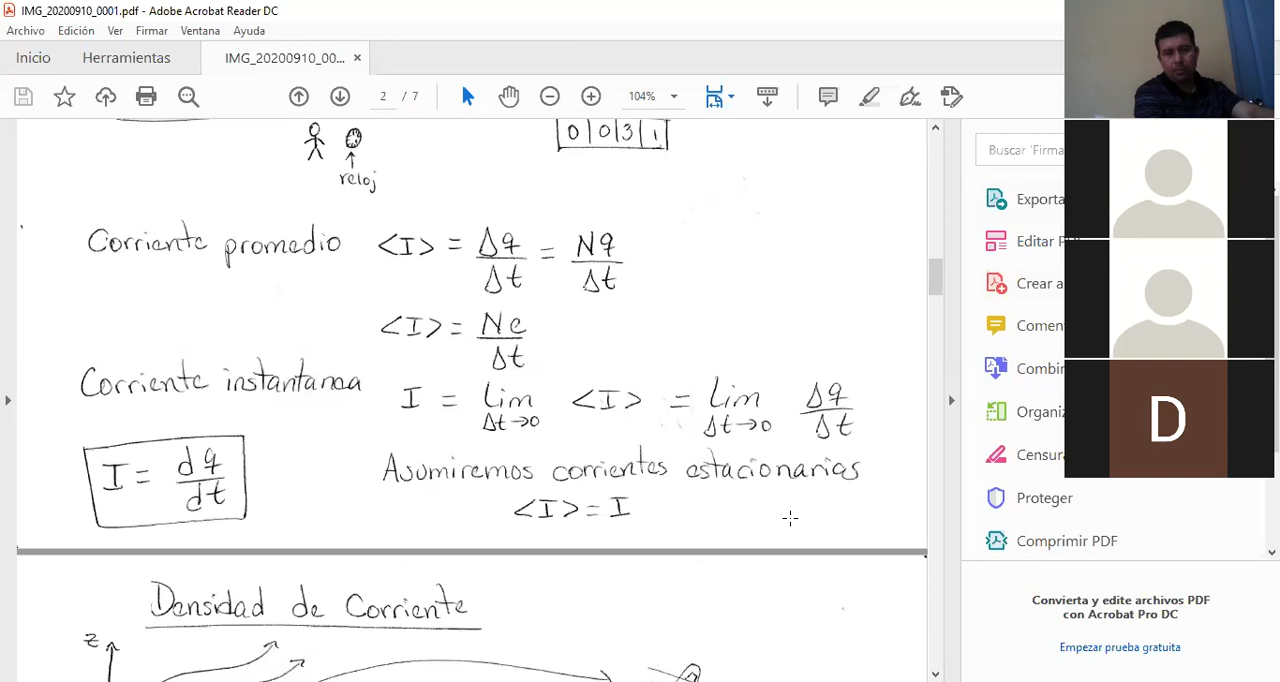 IMG_20200910_0001.pdf - Adobe Acrobat Reader DC
Archivo Edición Ver Firmar Ventana Ayuda
Inicio Herramientas IMG_20200910_00... ×
2 / 7 104%
0 0 3 1
reloj
Corriente promedio <I> = Δq/Δt = Nq/Δt
<I> = Ne/Δt
Corriente instantanea I = Lim Δt→0 <I> = Lim Δt→0 Δq/Δt
I = dq/dt
Asumiremos corrientes estacionarias
<I> = I
Densidad de Corriente
z
Buscar 'Firma
Exporta
Editar P
Crear a
Comen
Combin
Organiz
Censura
Proteger
Comprimir PDF
Convierta y edite archivos PDF
con Acrobat Pro DC
Empezar prueba gratuita
D